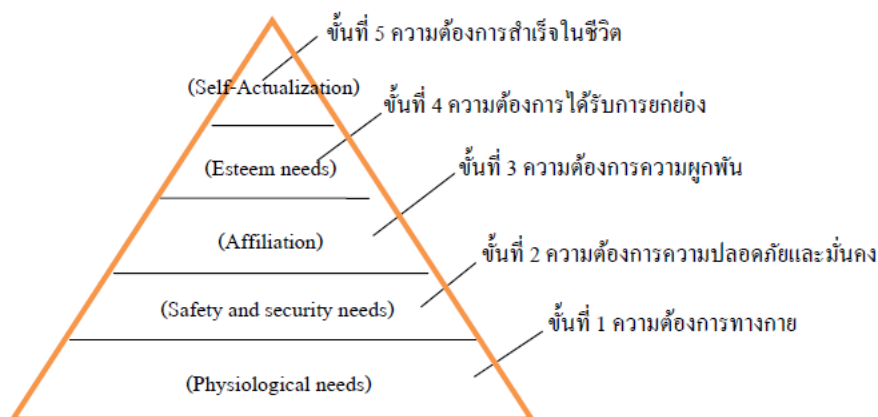 ขั้นที่ 5 ความต้องการสำเร็จในชีวิต
(Self-Actualization)
ขั้นที่ 4 ความต้องการได้รับการยกย่อง
(Esteem needs)
ขั้นที่ 3 ความต้องการความผูกพัน
(Affiliation)
ขั้นที่ 2 ความต้องการความปลอดภัยและมั่นคง
(Safety and security needs)
ขั้นที่ 1 ความต้องการทางกาย
(Physiological needs)